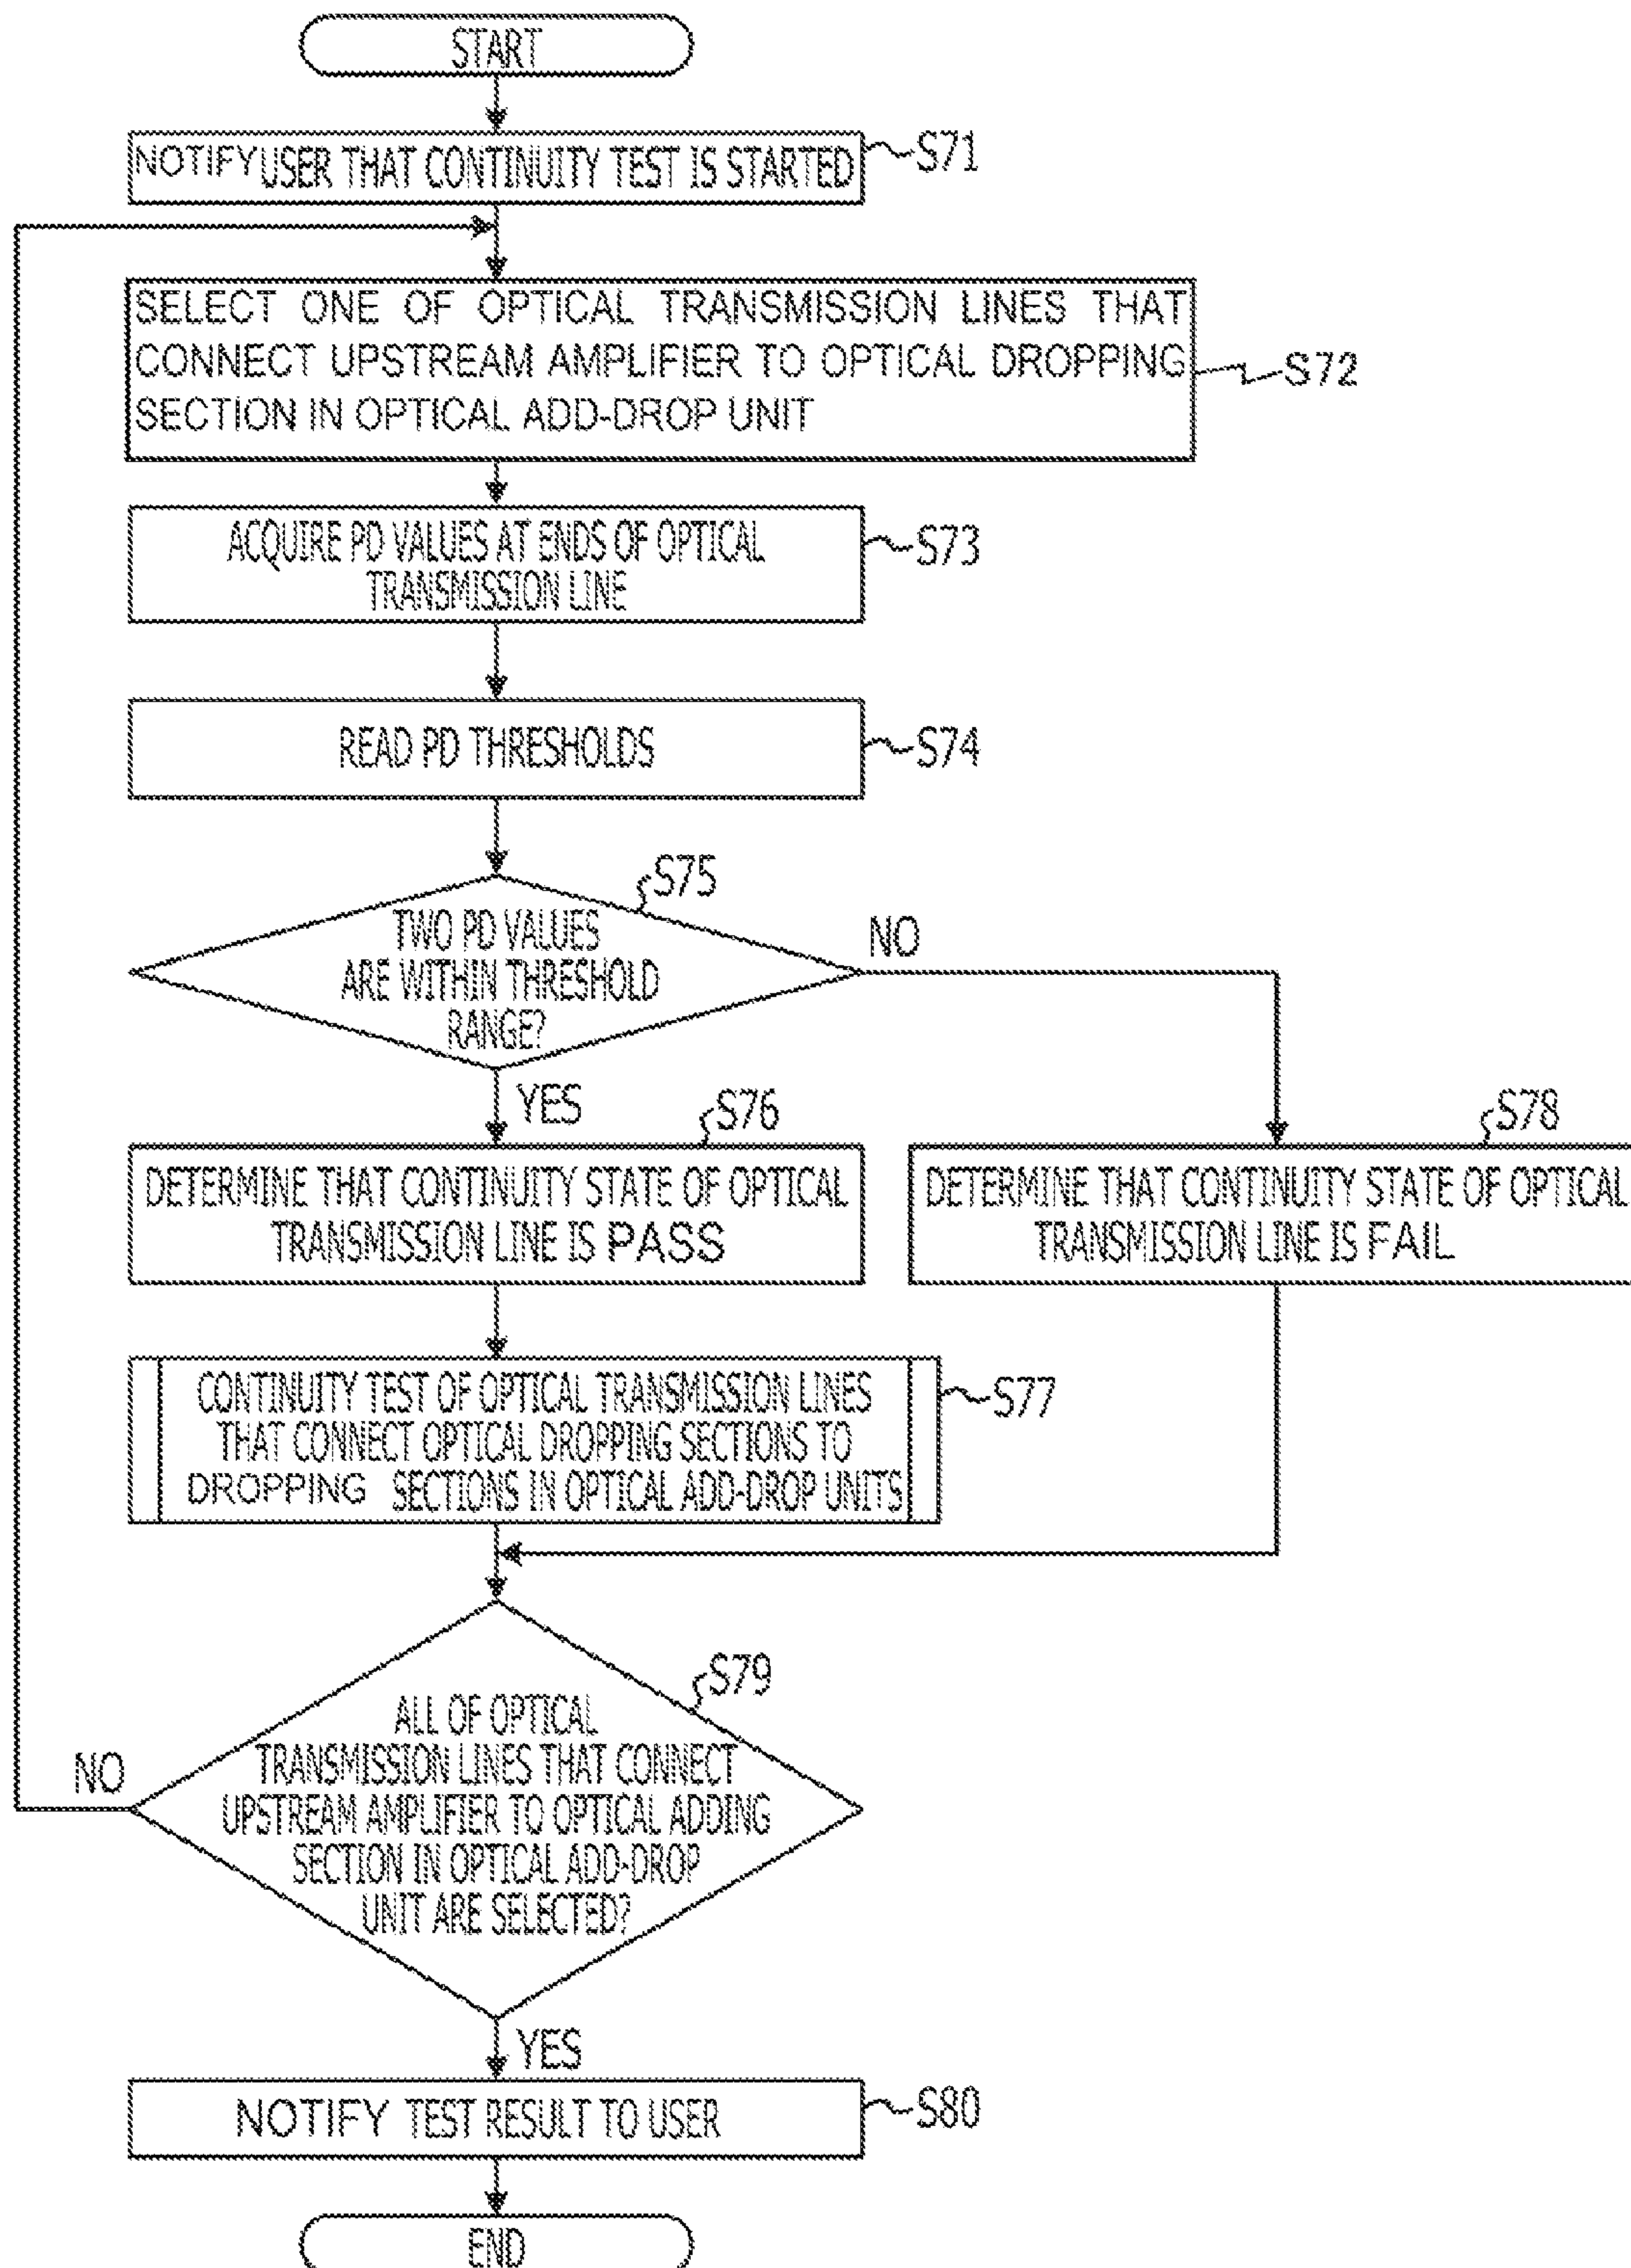 START
NOTIFY USER THAT CONTINUITY TEST IS STARTED
S71
SELECT ONE OF OPTICAL TRANSMISSION LINES THAT
CONNECT UPSTREAM AMPLIFIER TO OPTICAL DROPPING
SECTION IN OPTICAL ADD-DROP UNIT
S72
ACQUIRE PD VALUES AT ENDS OF OPTICAL
TRANSMISSION LINE
S73
READ PD THRESHOLDS
S74
S75
TWO PD VALUES
ARE WITHIN THRESHOLD
RANGE?
NO
YES
S76
DETERMINE THAT CONTINUITY STATE OF OPTICAL
TRANSMISSION LINE IS PASS
S78
DETERMINE THAT CONTINUITY STATE OF OPTICAL
TRANSMISSION LINE IS FAIL
CONTINUITY TEST OF OPTICAL TRANSMISSION LINES
THAT CONNECT OPTICAL DROPPING SECTIONS TO
DROPPING SECTIONS IN OPTICAL ADD-DROP UNITS
S77
S79
ALL OF OPTICAL
TRANSMISSION LINES THAT CONNECT
UPSTREAM AMPLIFIER TO OPTICAL ADDING
SECTION IN OPTICAL ADD-DROP
UNIT ARE SELECTED?
NO
YES
NOTIFY TEST RESULT TO USER
S80
END